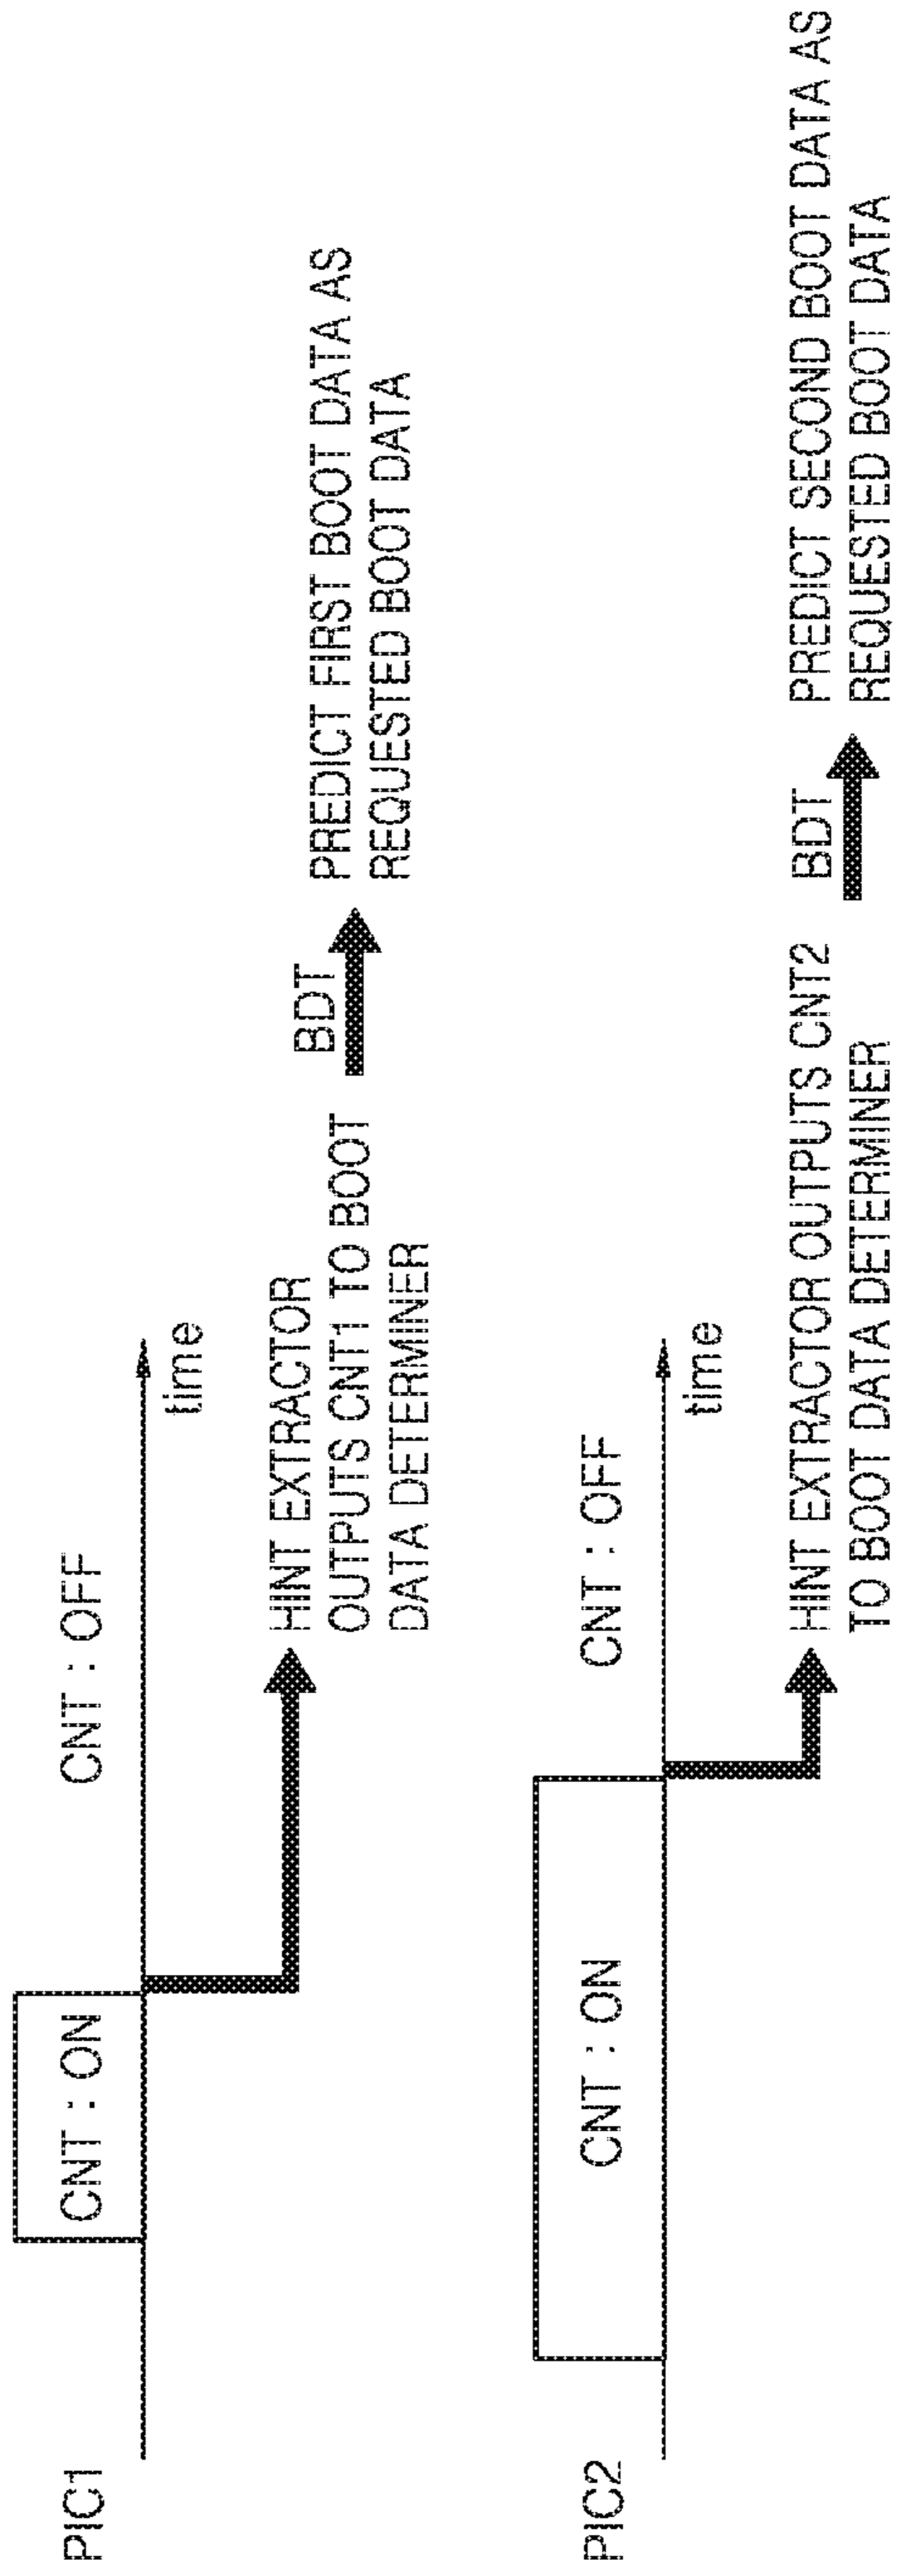 PIC1
CNT : ON
CNT : OFF
time
HINT EXTRACTOR
OUTPUTS CNT1 TO BOOT
DATA DETERMINER
BDT
PREDICT FIRST BOOT DATA AS
REQUESTED BOOT DATA
PIC2
CNT : ON
CNT : OFF
time
HINT EXTRACTOR OUTPUTS CNT2
TO BOOT DATA DETERMINER
BDT
PREDICT SECOND BOOT DATA AS
REQUESTED BOOT DATA